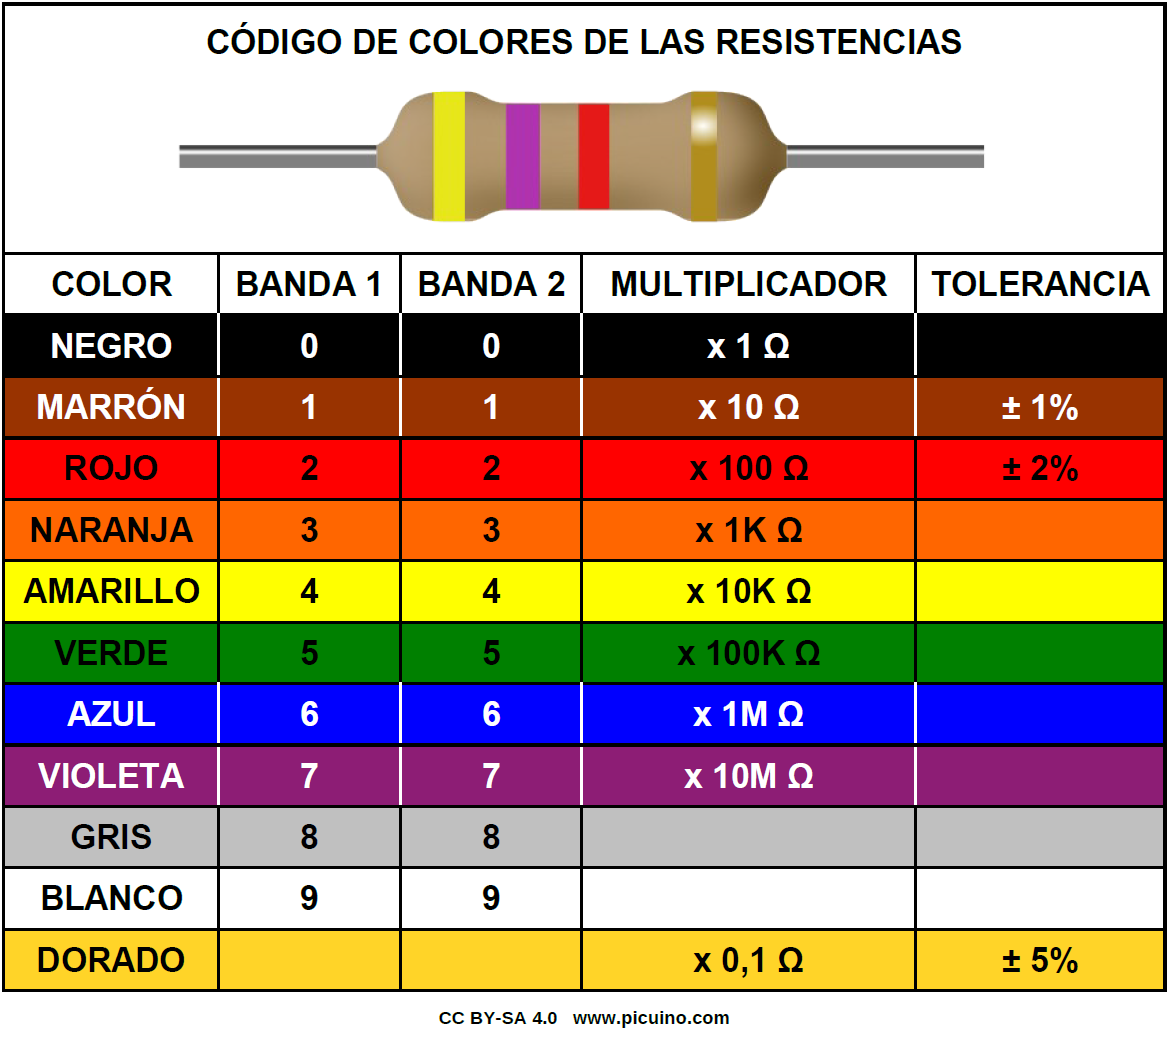 CÓDIGO DE COLORES DE LAS RESISTENCIAS
COLOR BANDA 1 BANDA 2 MULTIPLICADOR TOLERANCIA
NEGRO 0 0 x 1 Ω
MARRÓN 1 1 x 10 Ω ± 1%
ROJO 2 2 x 100 Ω ± 2%
NARANJA 3 3 x 1K Ω
AMARILLO 4 4 x 10K Ω
VERDE 5 5 x 100K Ω
AZUL 6 6 x 1M Ω
VIOLETA 7 7 x 10M Ω
GRIS 8 8
BLANCO 9 9
DORADO x 0,1 Ω ± 5%
CC BY-SA 4.0 www.picuino.com